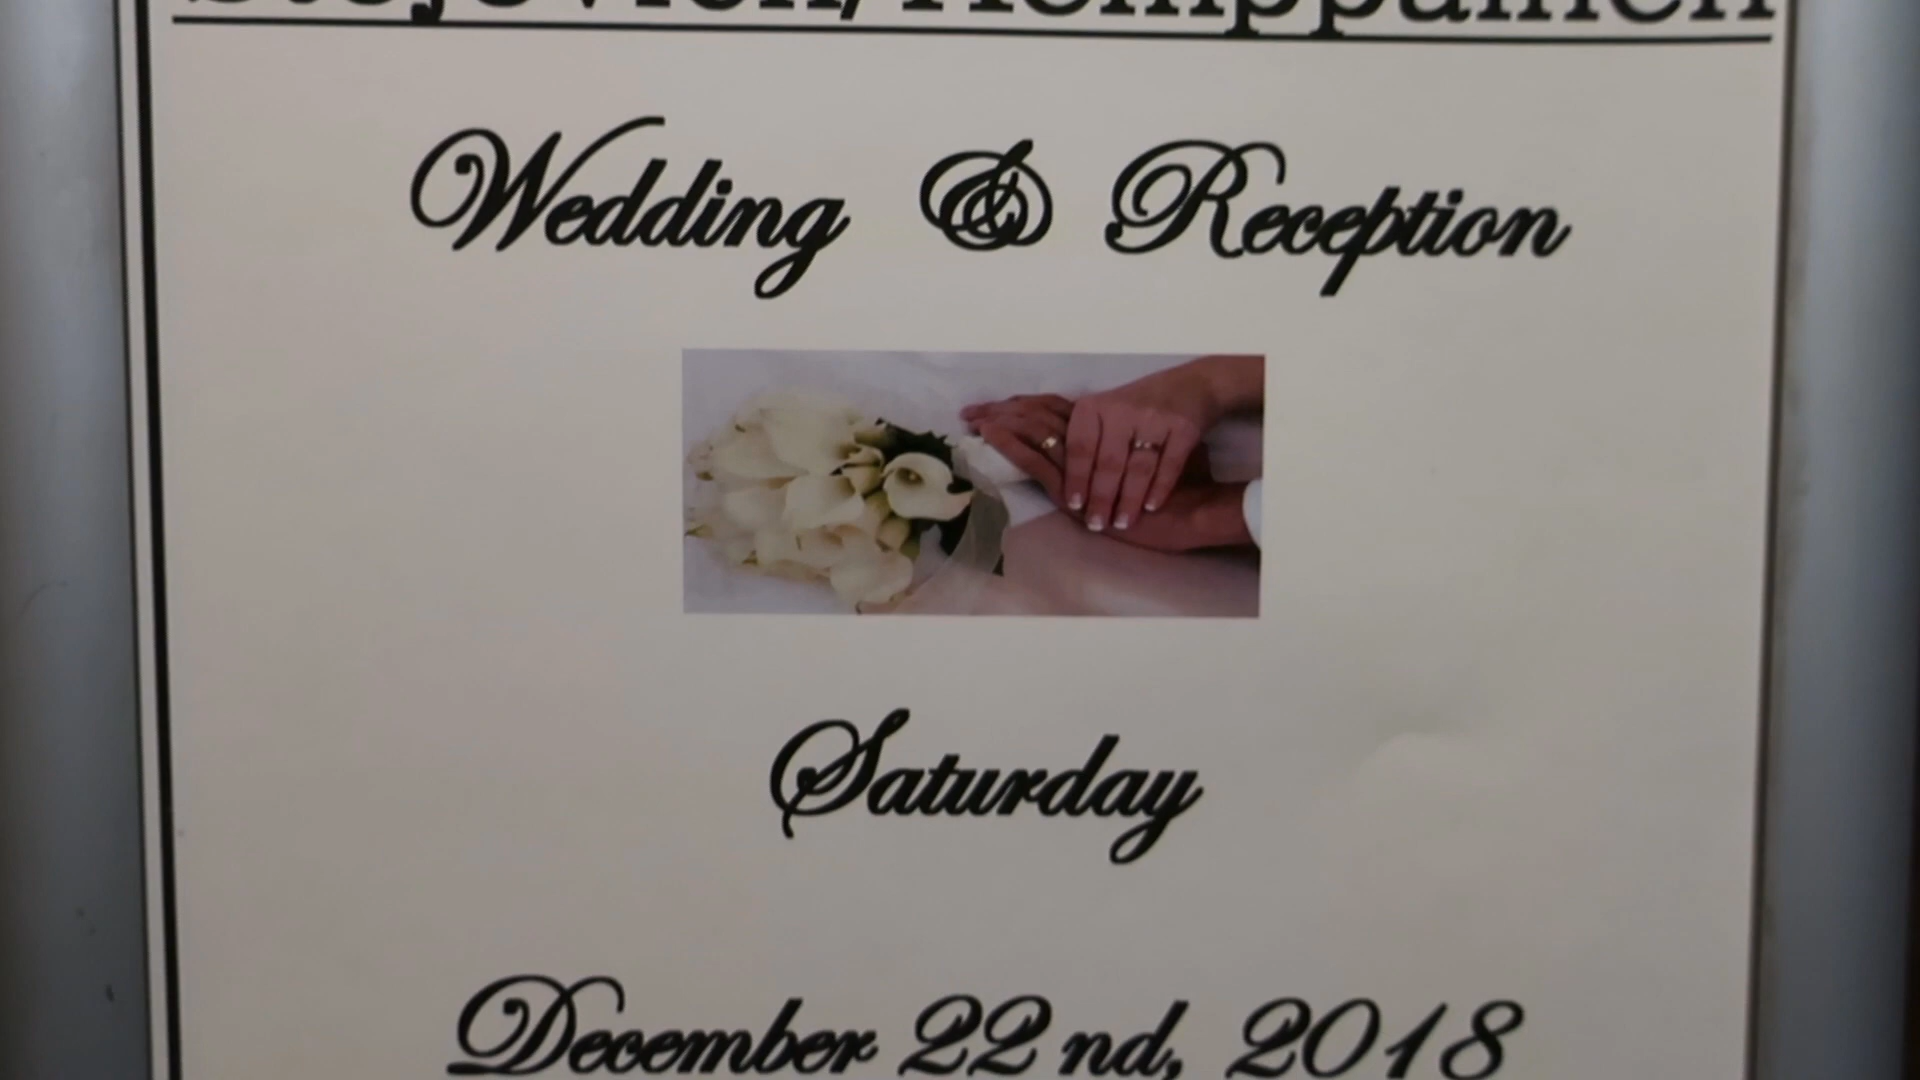 Wedding & Reception
Saturday
December 22nd, 2018